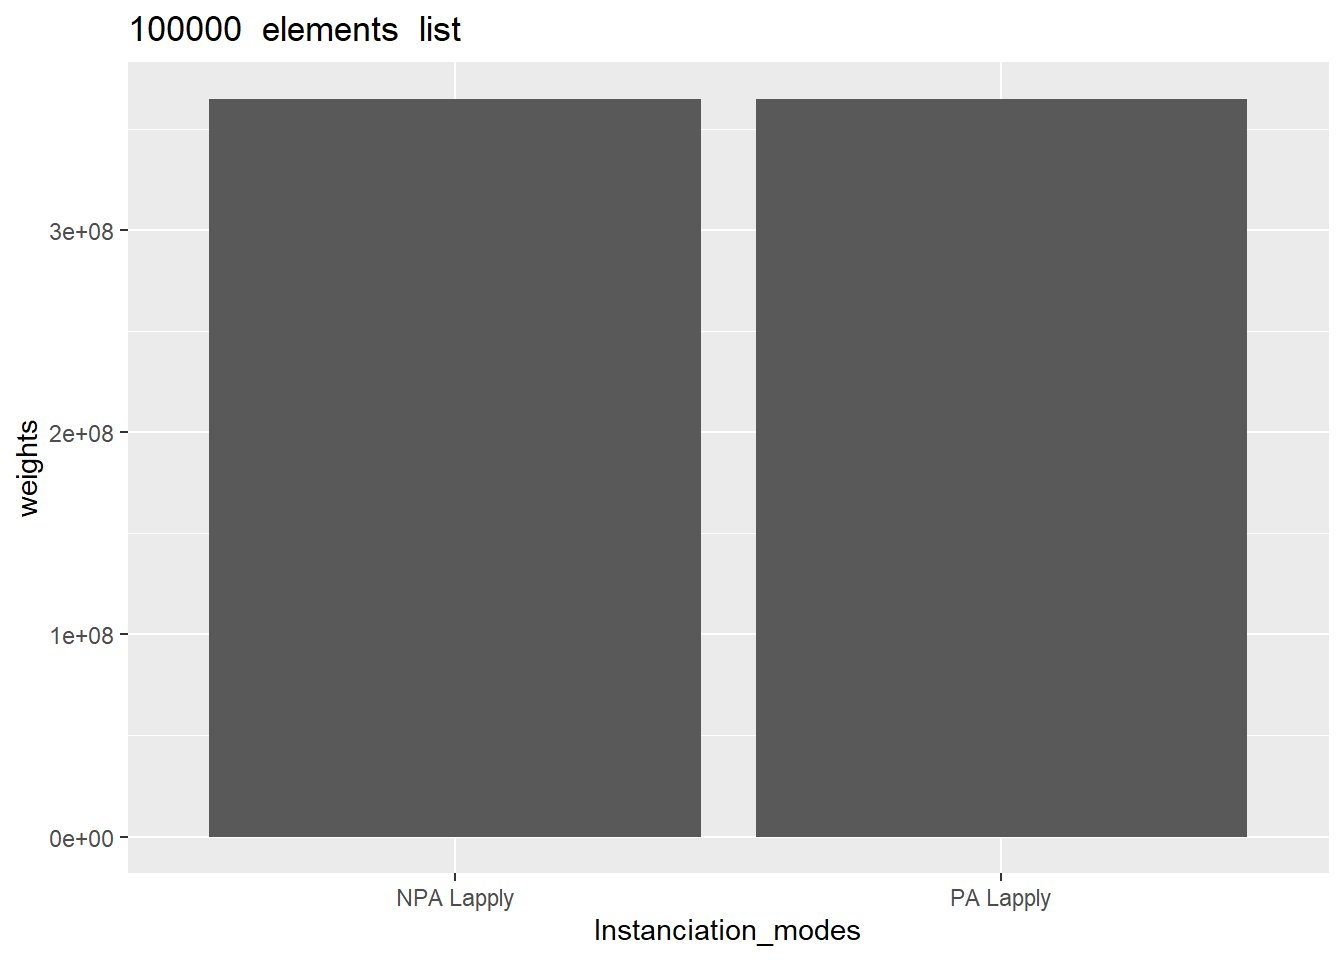 100000 elements list
weights
3e+08
2e+08
1e+08
0e+00
NPA Lapply
PA Lapply
Instanciation_modes